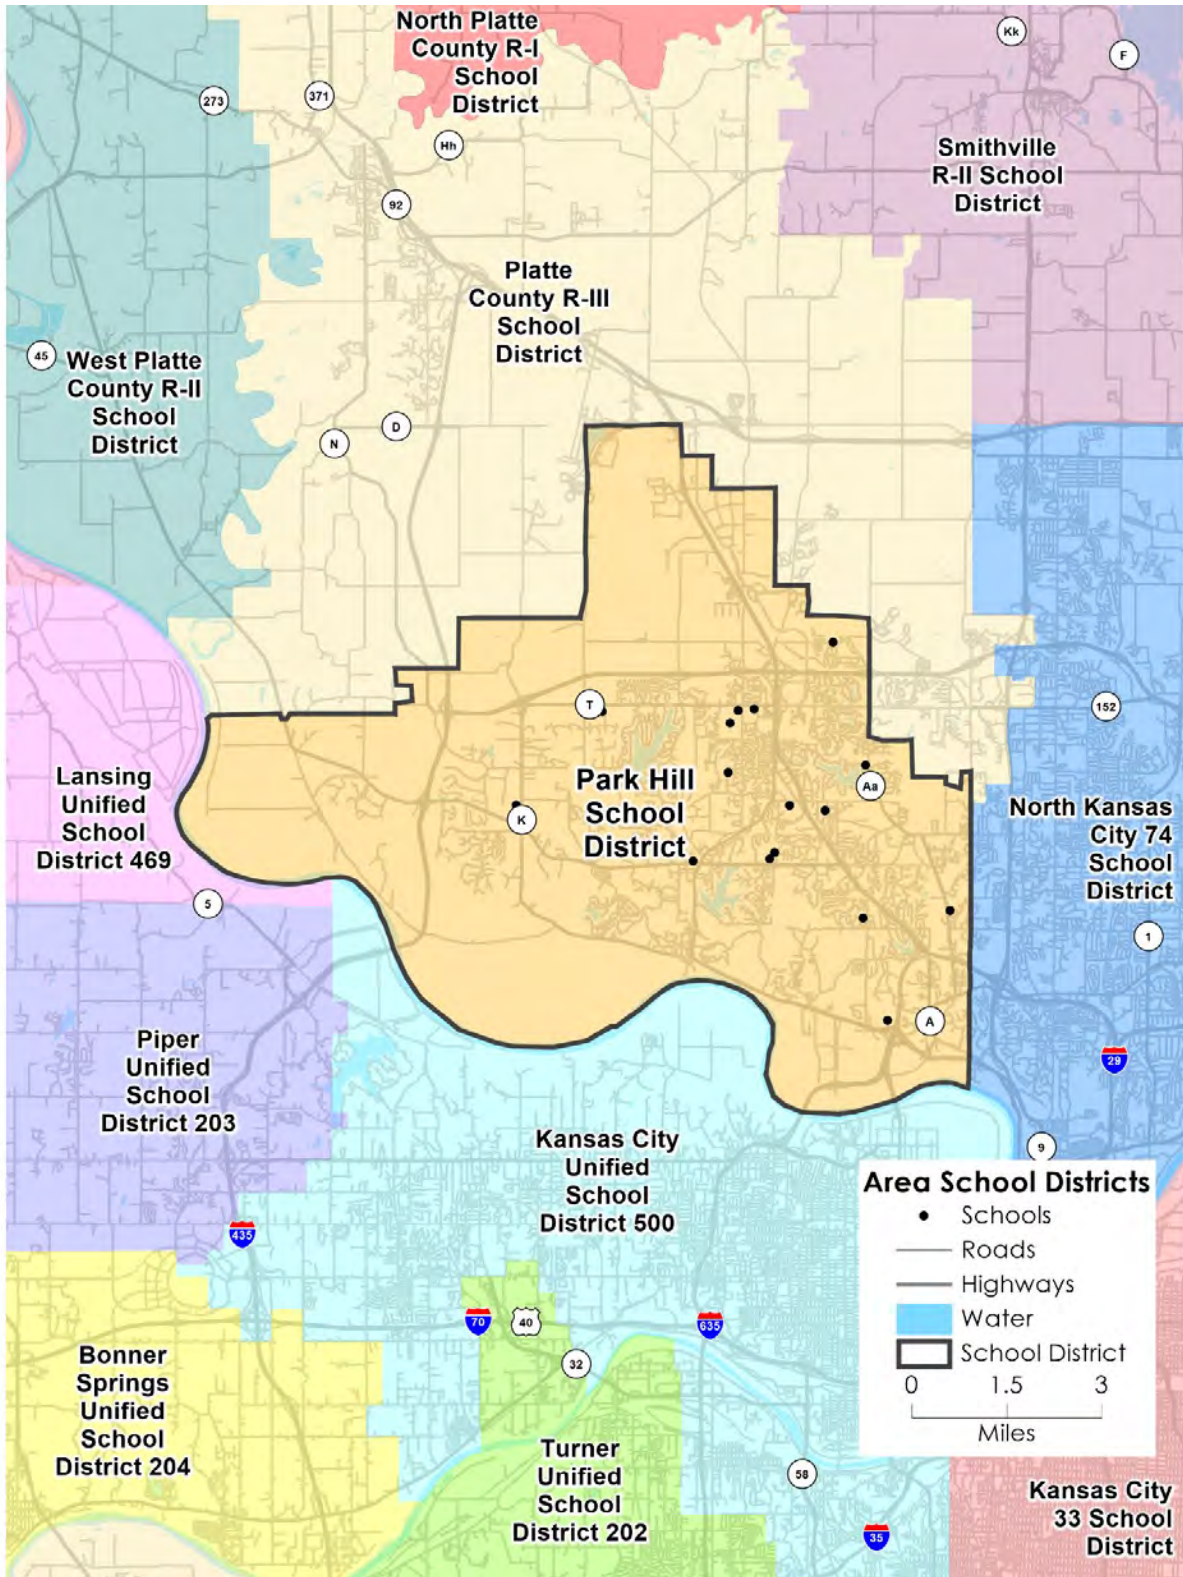 North Platte
County R-I
School
District
Kk
F
273
371
Hh
Smithville
R-II School
District
92
Platte
County R-III
School
District
45
West Platte
County R-II
School
District
N
D
T
152
Lansing
Unified
School
District 469
Park Hill
School
District
Aa
K
North Kansas
City 74
School
District
5
1
Piper
Unified
School
District 203
A
29
Kansas City
Unified
School
District 500
9
435
70
40
635
32
Bonner
Springs
Unified
School
District 204
Turner
Unified
School
District 202
58
35
Area School Districts
Schools
Roads
Highways
Water
School District
0 1.5 3
Miles
Kansas City
33 School
District